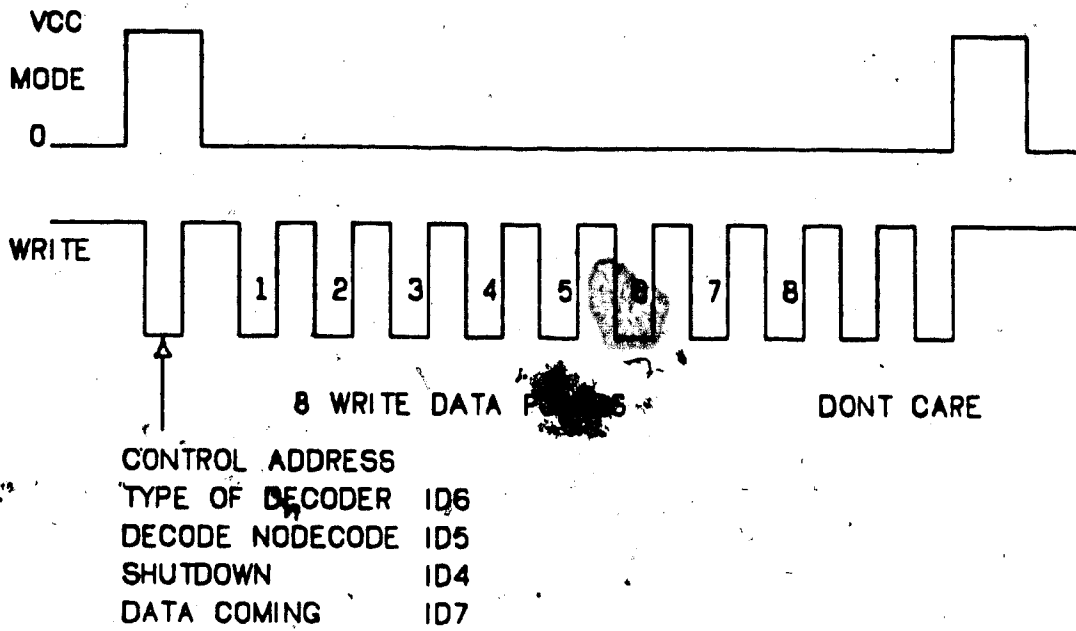 VCC
MODE
0
WRITE
1 2 3 4 5 6 7 8
8 WRITE DATA
DONT CARE
CONTROL ADDRESS
TYPE OF DECODER ID6
DECODE NODECODE ID5
SHUTDOWN ID4
DATA COMING ID7